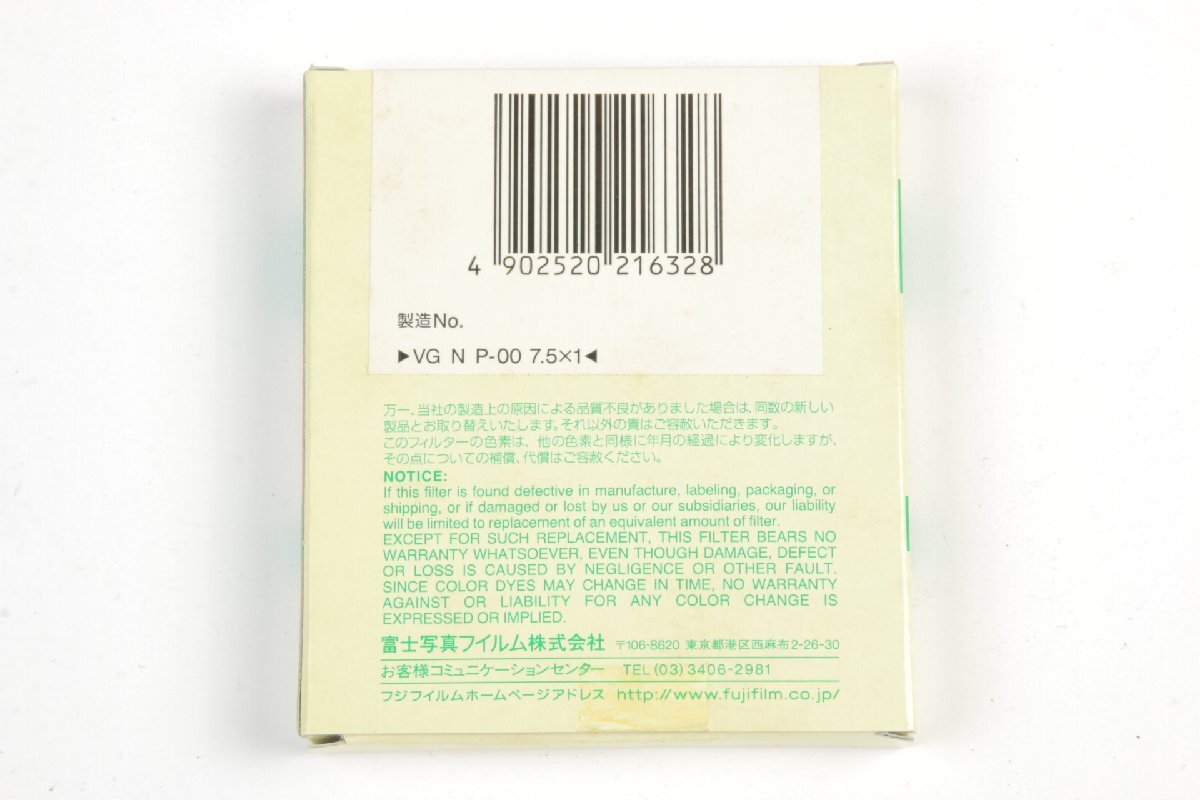 4 902520 216328
製造No.
▶VG N P-00 7.5×1◀
万一、当社の製造上の原因による品質不良がありました場合は、同数の新しい
製品とお取り替えいたします。それ以外の責はご容赦いただきます。
このフィルターの色素は、他の色素と同様に年月の経過により変化しますが、
その点についての補償、代償はご容赦ください。
NOTICE:
If this filter is found defective in manufacture, labeling, packaging, or
shipping, or if damaged or lost by us or our subsidiaries, our liability
will be limited to replacement of an equivalent amount of filter.
EXCEPT FOR SUCH REPLACEMENT, THIS FILTER BEARS NO
WARRANTY WHATSOEVER, EVEN THOUGH DAMAGE, DEFECT
OR LOSS IS CAUSED BY NEGLIGENCE OR OTHER FAULT.
SINCE COLOR DYES MAY CHANGE IN TIME, NO WARRANTY
AGAINST OR LIABILITY FOR ANY COLOR CHANGE IS
EXPRESSED OR IMPLIED.
富士写真フイルム株式会社 〒106-8620 東京都港区西麻布2-26-30
お客様コミュニケーションセンター TEL (03) 3406-2981
フジフイルムホームページアドレス http://www.fujifilm.co.jp/